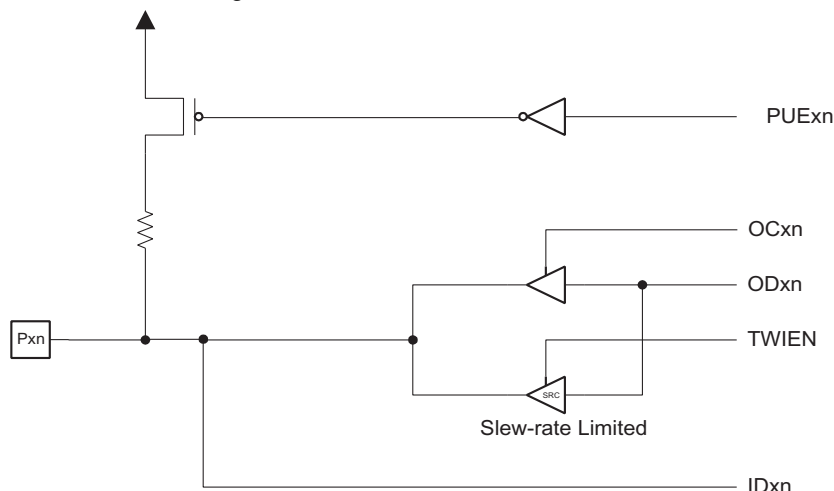 PUExn
OCxn
ODxn
Pxn
TWIEN
SRC
Slew-rate Limited
IDxn